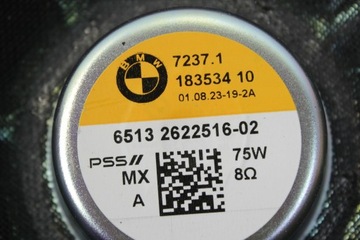 BMW
7237.1
183534 10
01.08.23-19-2A
6513 2622516-02
PSS// 75W
MX 8Ω
A